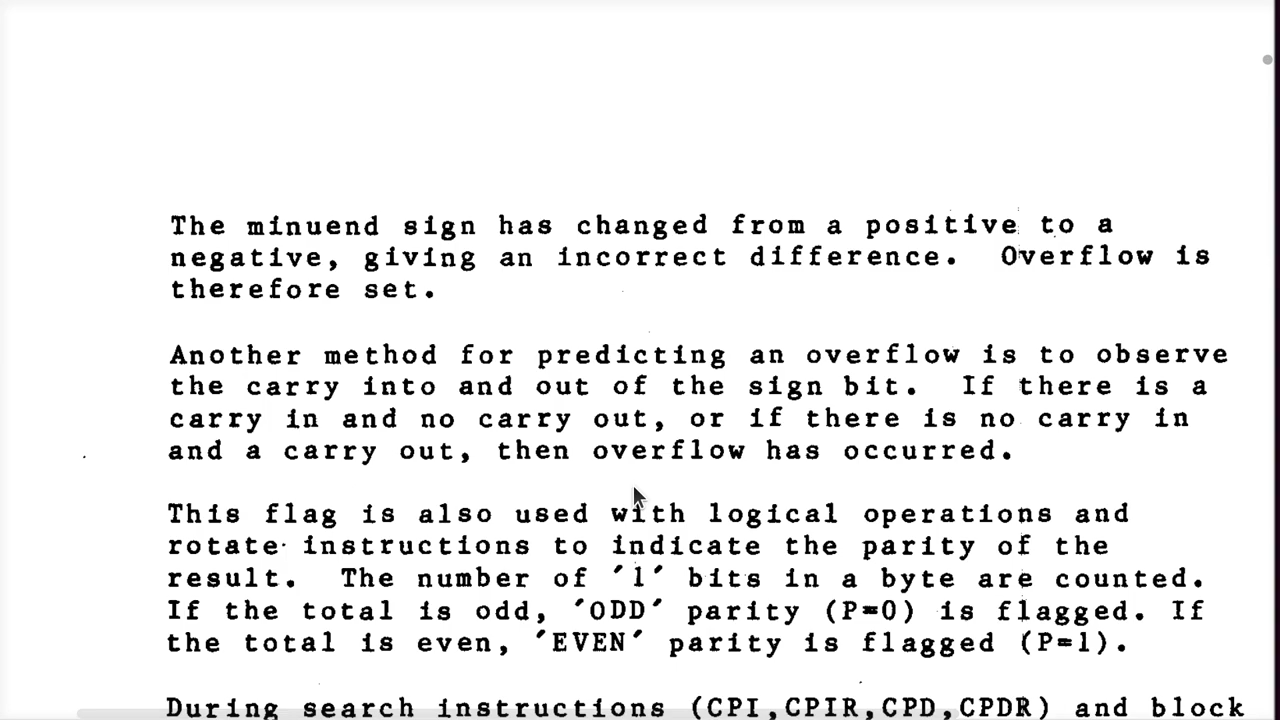 The minuend sign has changed from a positive to a
negative, giving an incorrect difference.  Overflow is
therefore set.
Another method for predicting an overflow is to observe
the carry into and out of the sign bit.  If there is a
carry in and no carry out, or if there is no carry in
and a carry out, then overflow has occurred.
This flag is also used with logical operations and
rotate instructions to indicate the parity of the
result.  The number of '1' bits in a byte are counted.
If the total is odd, 'ODD' parity (P=0) is flagged. If
the total is even, 'EVEN' parity is flagged (P=1).
During search instructions (CPI,CPIR,CPD,CPDR) and block